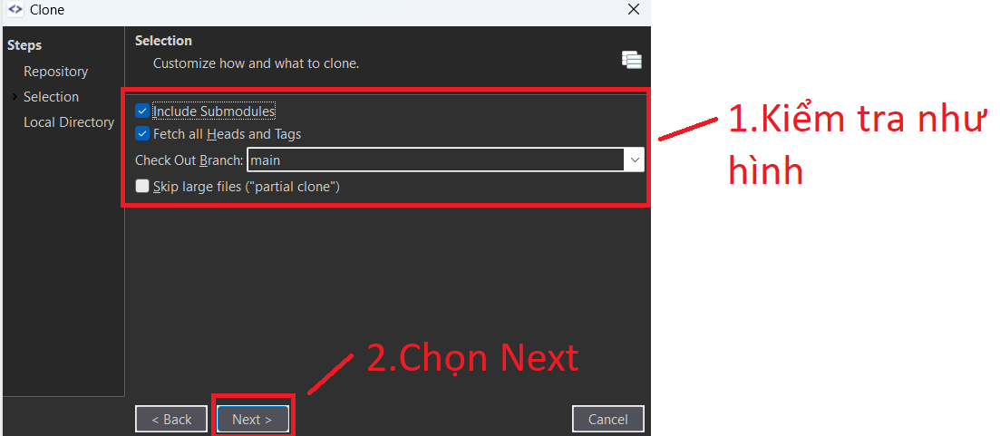 Clone
Steps
Repository
Selection
Local Directory
Selection
Customize how and what to clone.
Include Submodules
Fetch all Heads and Tags
Check Out Branch: main
Skip large files ("partial clone")
1.Kiểm tra như
hình
2.Chọn Next
< Back
Next >
Cancel